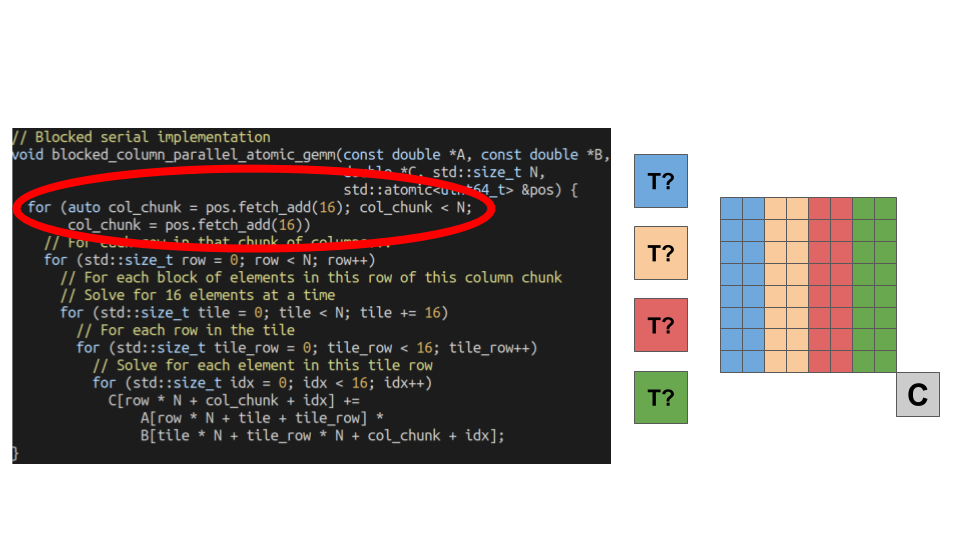 // Blocked serial implementation
void blocked_column_parallel_atomic_gemm(const double *A, const double *B,
double *C, std::size_t N,
std::atomic<uint64_t> &pos) {
for (auto col_chunk = pos.fetch_add(16); col_chunk < N;
col_chunk = pos.fetch_add(16))
// For each row in that chunk of columns...
for (std::size_t row = 0; row < N; row++)
// For each block of elements in this row of this column chunk
// Solve for 16 elements at a time
for (std::size_t tile = 0; tile < N; tile += 16)
// For each row in the tile
for (std::size_t tile_row = 0; tile_row < 16; tile_row++)
// Solve for each element in this tile row
for (std::size_t idx = 0; idx < 16; idx++)
C[row * N + col_chunk + idx] +=
A[row * N + tile + tile_row] *
B[tile * N + tile_row * N + col_chunk + idx];
}
T?
T?
T?
T?
C